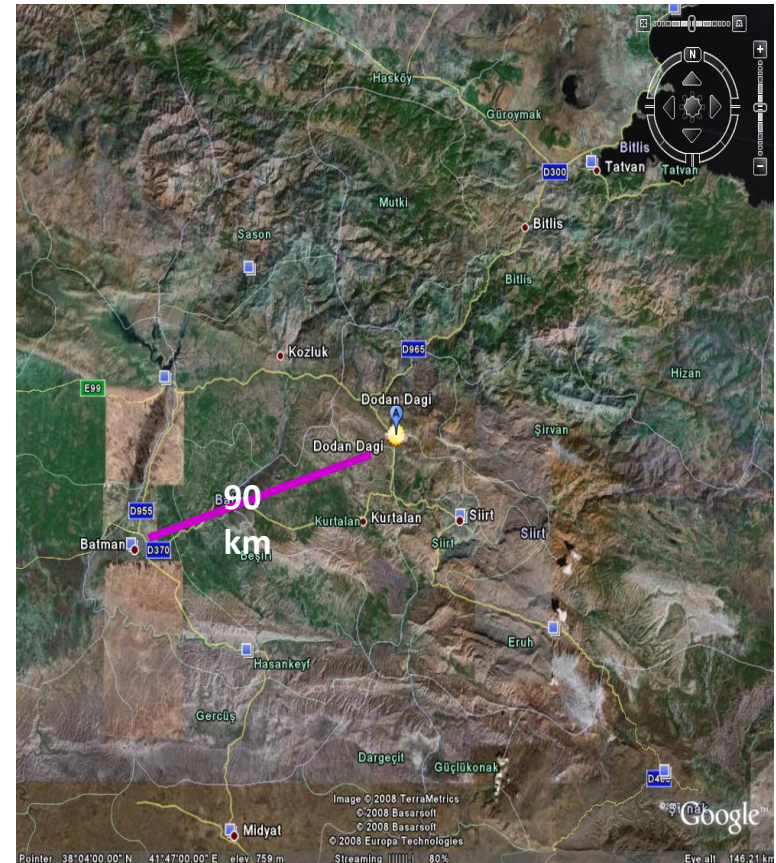 N
Hasköy
Güroymak
Bitlis
D300
Tatvan
Tatvan
Mutki
Bitlis
Sason
Bitlis
Kozluk
D965
E99
Hizan
Dodan Dagi
A
Dodan Dagi
Şirvan
90
km
D955
Kurtalan
Kurtalan
Siirt
Siirt
Siirt
Batman
D370
Beşiri
Eruh
Hasankeyf
Gercüş
Dargeçit
Güçlükonak
Image © 2008 TerraMetrics
© 2008 Basarsoft
© 2008 Basarsoft
© 2008 Europa Technologies
Google™
Midyat
Pointer 38°04'00.00" N 41°47'00.00" E elev 759 m Streaming 80% Eye alt 146.21 km